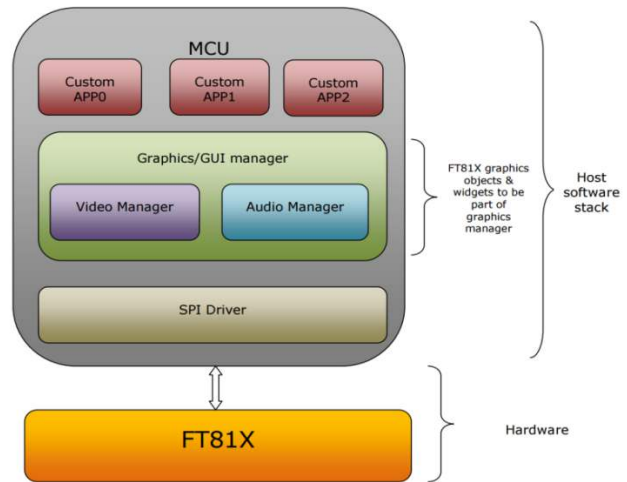 MCU
Custom
APP0
Custom
APP1
Custom
APP2
Graphics/GUI manager
Video Manager
Audio Manager
SPI Driver
FT81X graphics
objects &
widgets to be
part of
graphics
manager
Host
software
stack
FT81X
Hardware